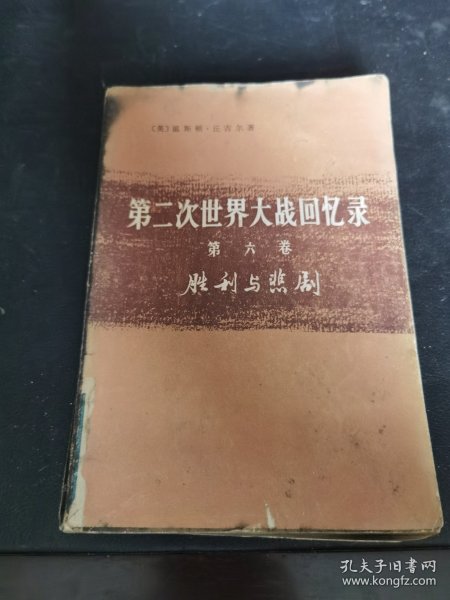 （英）温斯顿·丘吉尔著
第二次世界大战回忆录
第六卷
胜利与悲剧
孔夫子旧书网
www.kongfz.com